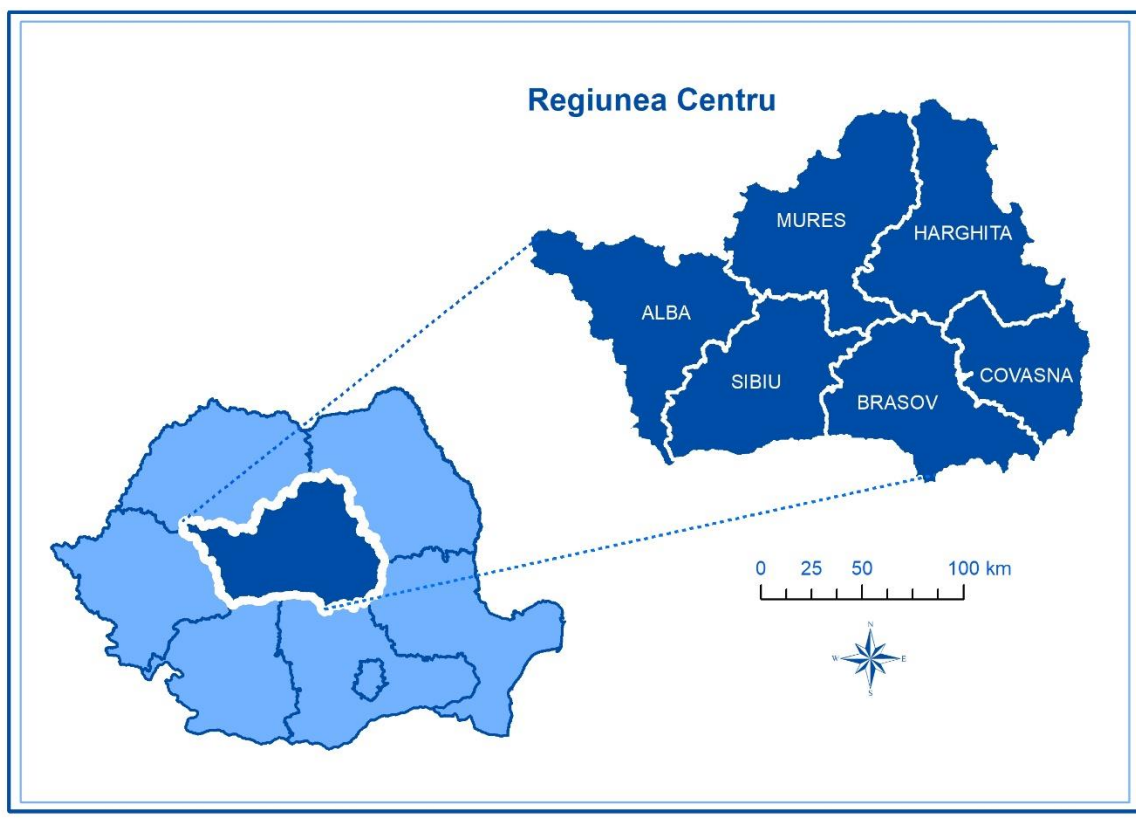 Regiunea Centru
MURES
HARGHITA
ALBA
SIBIU
BRASOV
COVASNA
0 25 50 100 km
N
W E
S